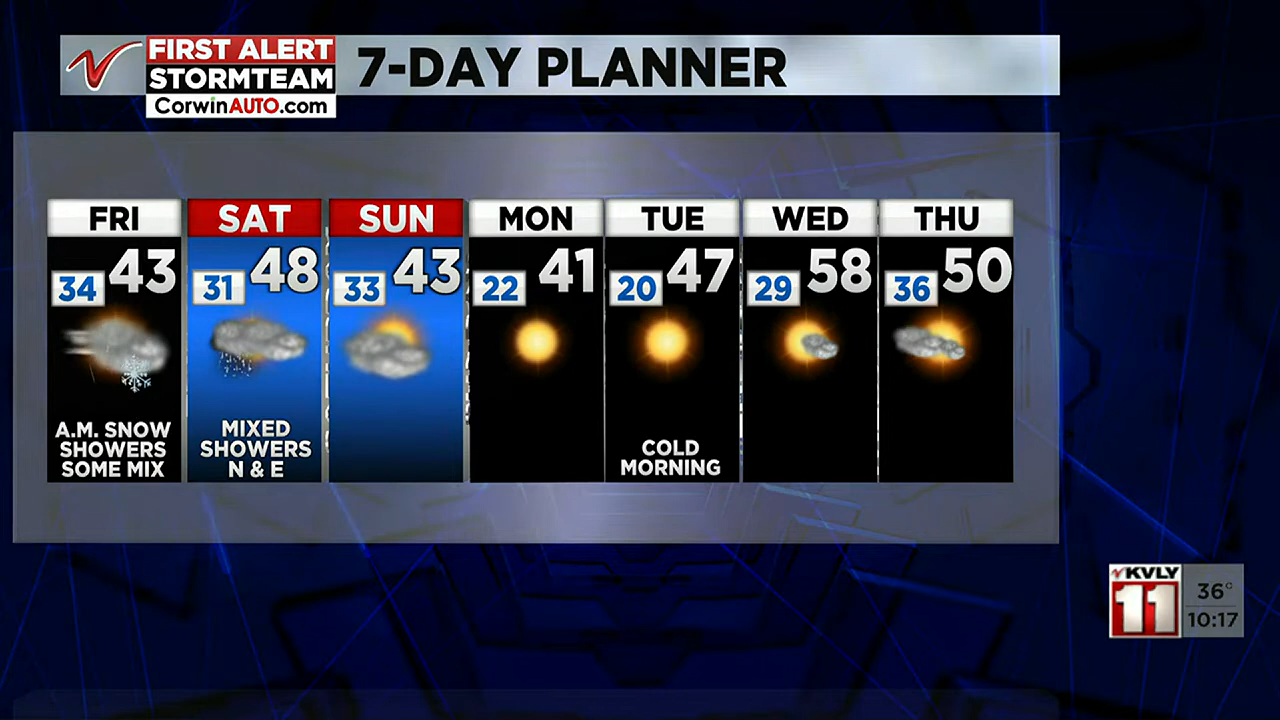 FIRST ALERT
STORMTEAM
CorwinAUTO.com
7-DAY PLANNER
FRI
34 43
A.M. SNOW
SHOWERS
SOME MIX
SAT
31 48
MIXED
SHOWERS
N & E
SUN
33 43
MON
22 41
TUE
20 47
COLD
MORNING
WED
29 58
THU
36 50
KVLY
11
36°
10:17